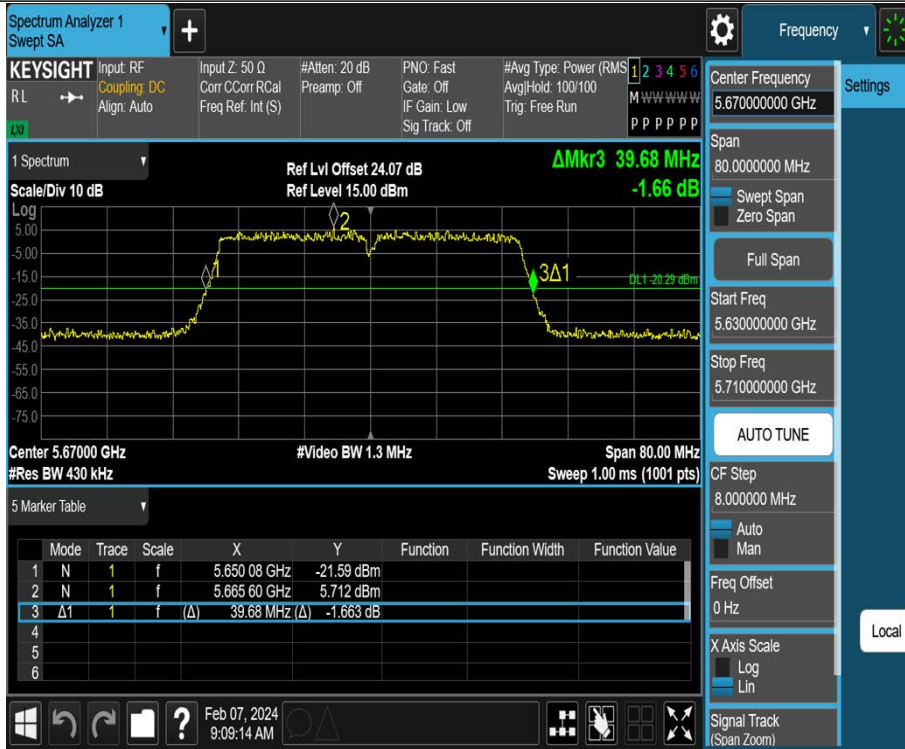 Spectrum Analyzer 1
Swept SA
+
Frequency
KEYSIGHT
RL
LXI
Input: RF
Coupling: DC
Align: Auto
Input Z: 50 Ω
Corr CCorr RCal
Freq Ref: Int (S)
#Atten: 20 dB
Preamp: Off
PNO: Fast
Gate: Off
IF Gain: Low
Sig Track: Off
#Avg Type: Power (RMS
Avg|Hold: 100/100
Trig: Free Run
1 2 3 4 5 6
M W W W W W
P P P P P P
Center Frequency
5.670000000 GHz
Settings
Span
80.0000000 MHz
Swept Span
Zero Span
Full Span
Start Freq
5.630000000 GHz
Stop Freq
5.710000000 GHz
AUTO TUNE
CF Step
8.000000 MHz
Auto
Man
Freq Offset
0 Hz
X Axis Scale
Log
Lin
Signal Track
(Span Zoom)
Local
1 Spectrum
Scale/Div 10 dB
Ref Lvl Offset 24.07 dB
Ref Level 15.00 dBm
ΔMkr3 39.68 MHz
-1.66 dB
Log
5.00
-5.00
-15.0
-25.0
-35.0
-45.0
-55.0
-65.0
-75.0
1
2
3Δ1
DL1 -20.29 dBm
Center 5.67000 GHz
#Res BW 430 kHz
#Video BW 1.3 MHz
Span 80.00 MHz
Sweep 1.00 ms (1001 pts)
5 Marker Table
Mode Trace Scale X Y Function Function Width Function Value
1 N 1 f 5.650 08 GHz -21.59 dBm
2 N 1 f 5.665 60 GHz 5.712 dBm
3 Δ1 1 f (Δ) 39.68 MHz (Δ) -1.663 dB
4
5
6
?
Feb 07, 2024
9:09:14 AM